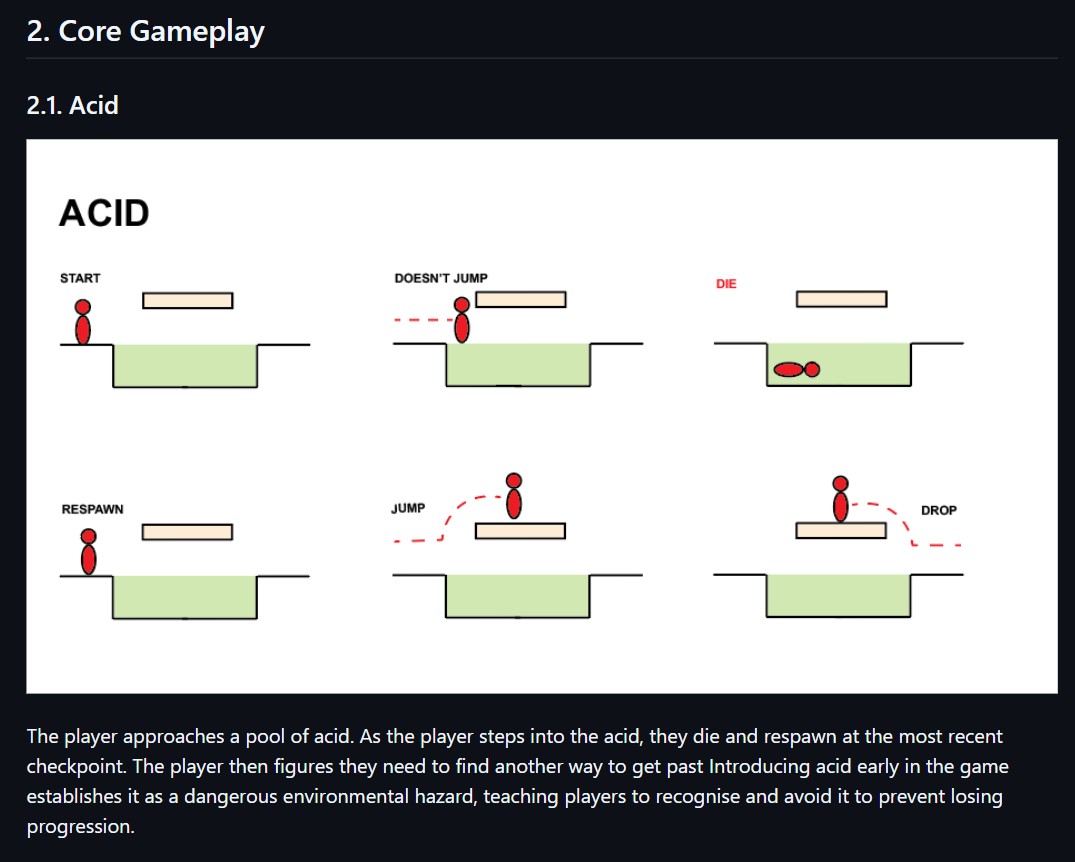 2. Core Gameplay
2.1. Acid
ACID
START
DOESN'T JUMP
DIE
RESPAWN
JUMP
DROP
The player approaches a pool of acid. As the player steps into the acid, they die and respawn at the most recent
checkpoint. The player then figures they need to find another way to get past Introducing acid early in the game
establishes it as a dangerous environmental hazard, teaching players to recognise and avoid it to prevent losing
progression.